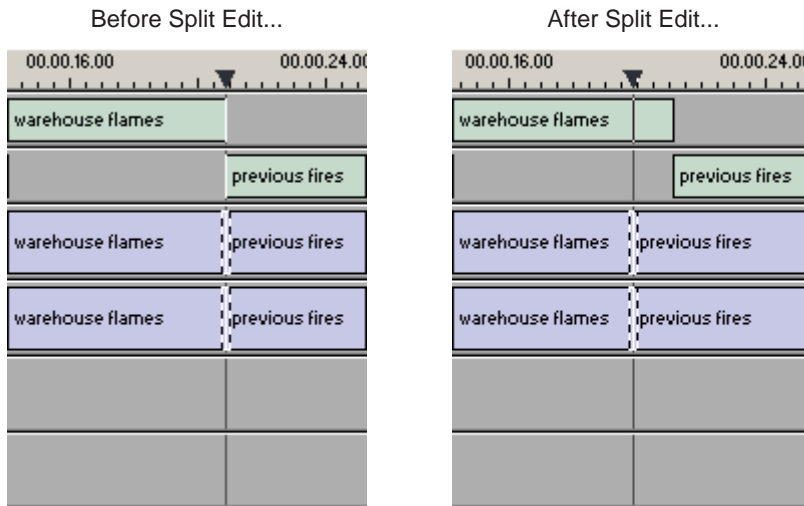 Before Split Edit...
00.00.16.00 00.00.24.00
warehouse flames
previous fires
warehouse flames previous fires
warehouse flames previous fires
After Split Edit...
00.00.16.00 00.00.24.0
warehouse flames
previous fires
warehouse flames previous fires
warehouse flames previous fires